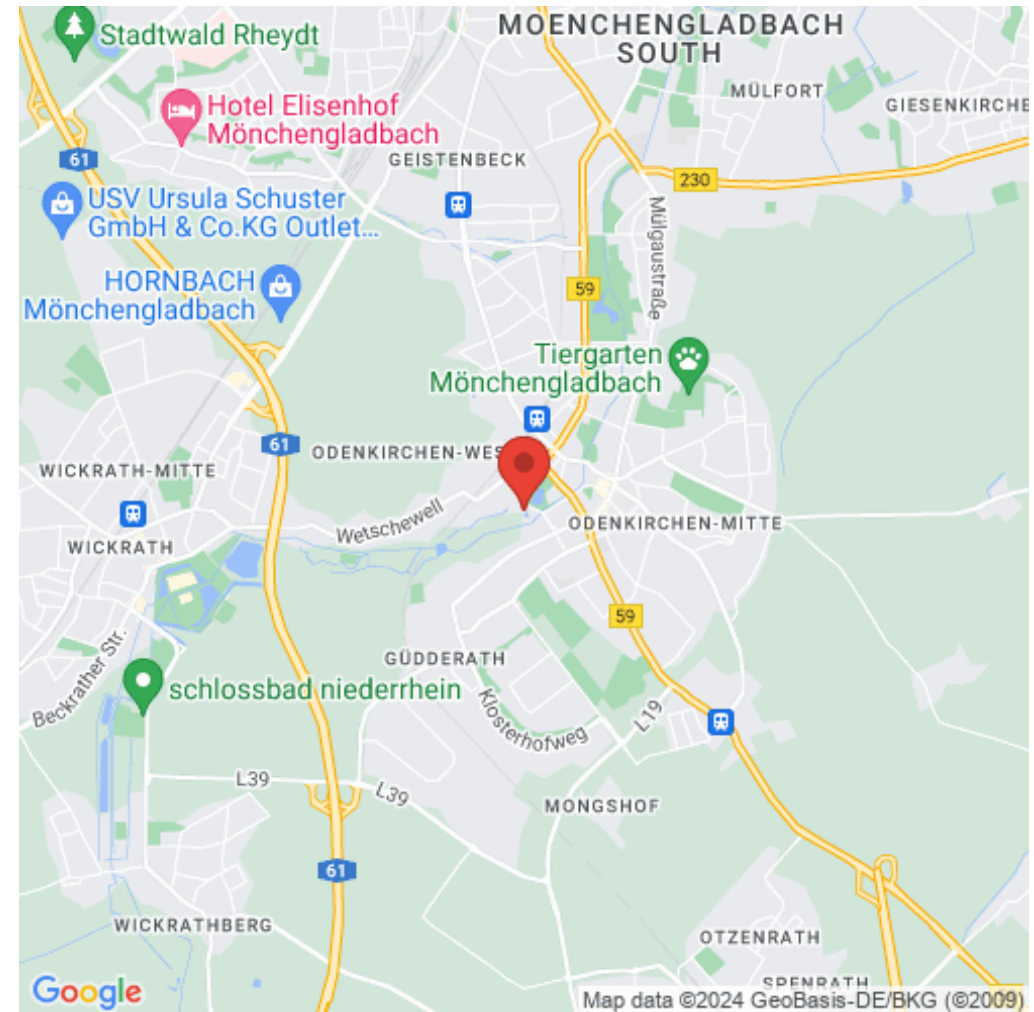 Stadtwald Rheydt
MOENCHENGLADBACH
SOUTH
MÜLFORT
GIESENKIRCHE
Hotel Elisenhof
Mönchengladbach
61
GEISTENBECK
230
USV Ursula Schuster
GmbH & Co.KG Outlet...
Mülgaustraße
HORNBACH
Mönchengladbach
59
Tiergarten
Mönchengladbach
61
ODENKIRCHEN-WES
WICKRATH-MITTE
Wetschewell
ODENKIRCHEN-MITTE
WICKRATH
59
Beckrather Str.
GÜDDERATH
schlossbad niederrhein
Klosterhofweg
L19
L39
L39
MONGSHOF
61
WICKRATHBERG
OTZENRATH
SPENRATH
Google
Map data ©2024 GeoBasis-DE/BKG (©2009)